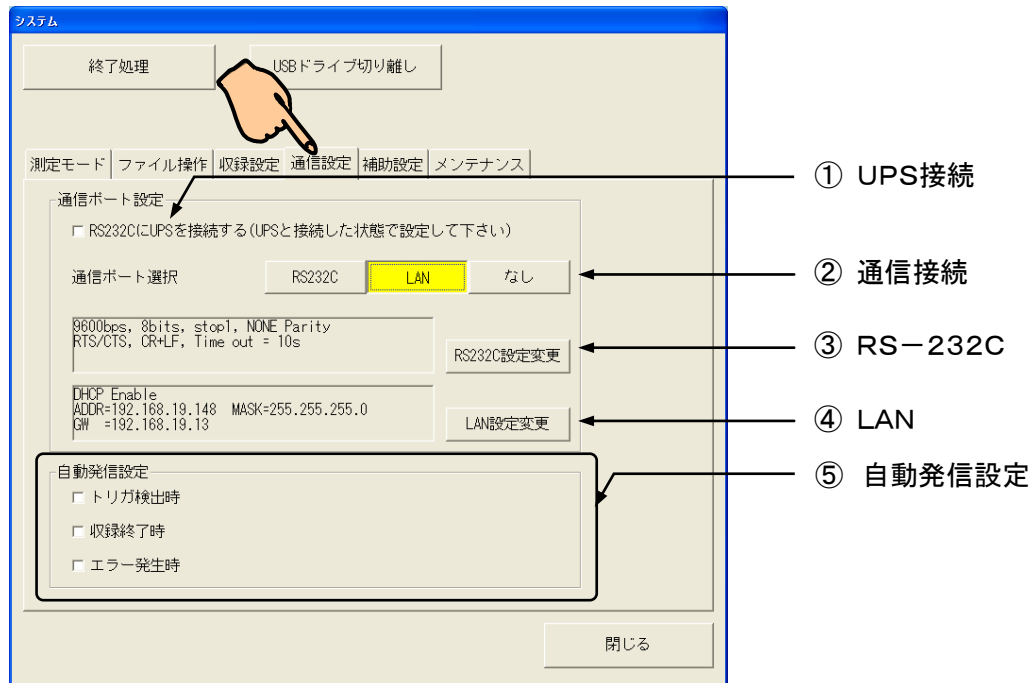 システム
終了処理
USBドライブ切り離し
測定モード ファイル操作 収録設定 通信設定 補助設定 メンテナンス
通信ポート設定
RS232CにUPSを接続する(UPSと接続した状態で設定して下さい)
通信ポート選択
RS232C
LAN
なし
9600bps, 8bits, stop1, NONE Parity
RTS/CTS, CR+LF, Time out = 10s
RS232C設定変更
DHCP Enable
ADDR=192.168.19.148 MASK=255.255.255.0
GW =192.168.19.13
LAN設定変更
自動発信設定
トリガ検出時
収録終了時
エラー発生時
閉じる
① UPS接続
② 通信接続
③ RS-232C
④ LAN
⑤ 自動発信設定